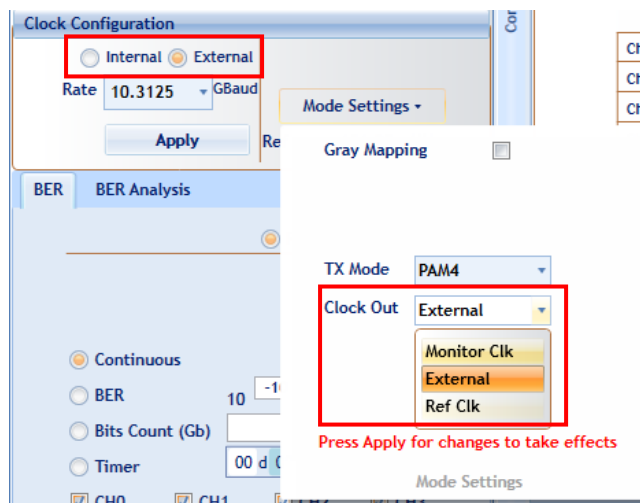 Clock Configuration
Internal External
Rate 10.3125 GBaud
Apply
Mode Settings
Gray Mapping
BER BER Analysis
TX Mode PAM4
Clock Out External
Monitor Clk
External
Ref Clk
Continuous
BER 10
Bits Count (Gb)
Timer 00 d
Press Apply for changes to take effects
Mode Settings
CH0 CH1